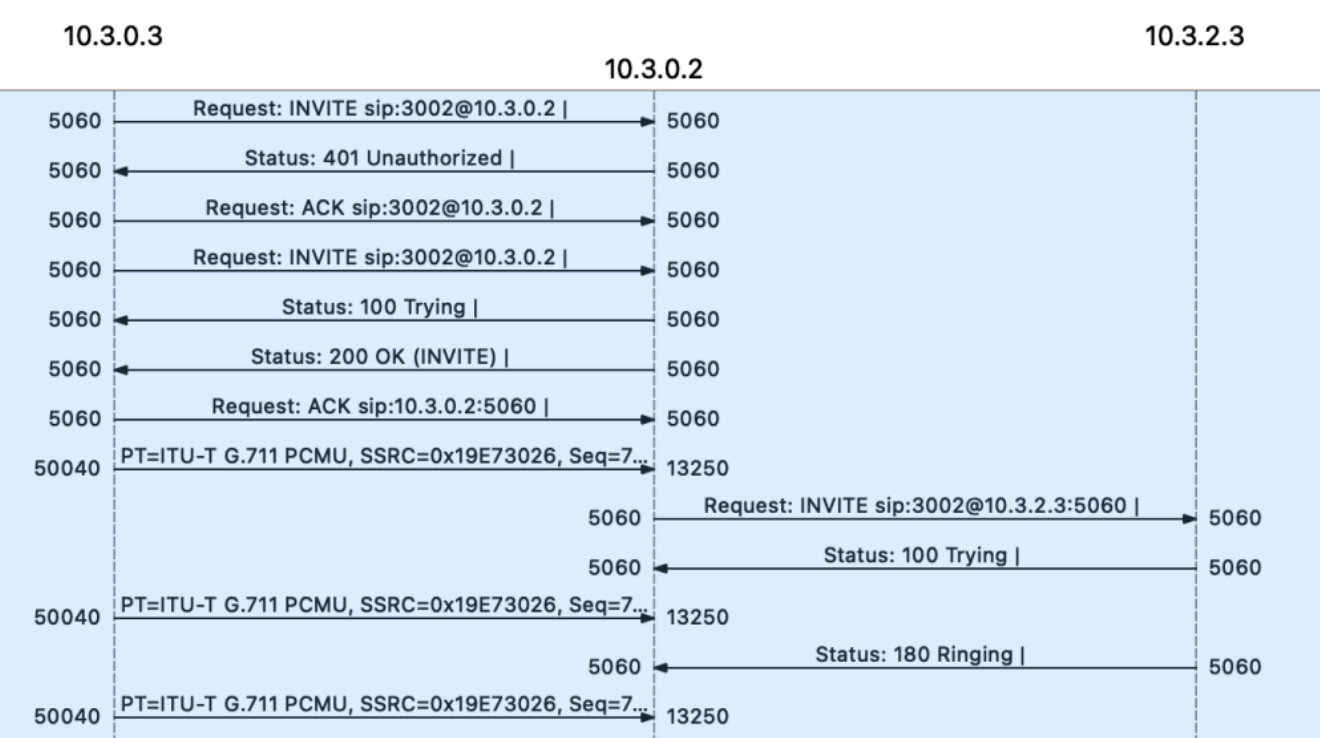 10.3.0.3 10.3.2.3
10.3.0.2
Request: INVITE sip:3002@10.3.0.2 |
5060 5060
Status: 401 Unauthorized |
5060 5060
Request: ACK sip:3002@10.3.0.2 |
5060 5060
Request: INVITE sip:3002@10.3.0.2 |
5060 5060
Status: 100 Trying |
5060 5060
Status: 200 OK (INVITE) |
5060 5060
Request: ACK sip:10.3.0.2:5060 |
5060 5060
PT=ITU-T G.711 PCMU, SSRC=0x19E73026, Seq=7...
50040 13250
Request: INVITE sip:3002@10.3.2.3:5060 |
5060 5060
Status: 100 Trying |
5060 5060
PT=ITU-T G.711 PCMU, SSRC=0x19E73026, Seq=7...
50040 13250
Status: 180 Ringing |
5060 5060
PT=ITU-T G.711 PCMU, SSRC=0x19E73026, Seq=7...
50040 13250